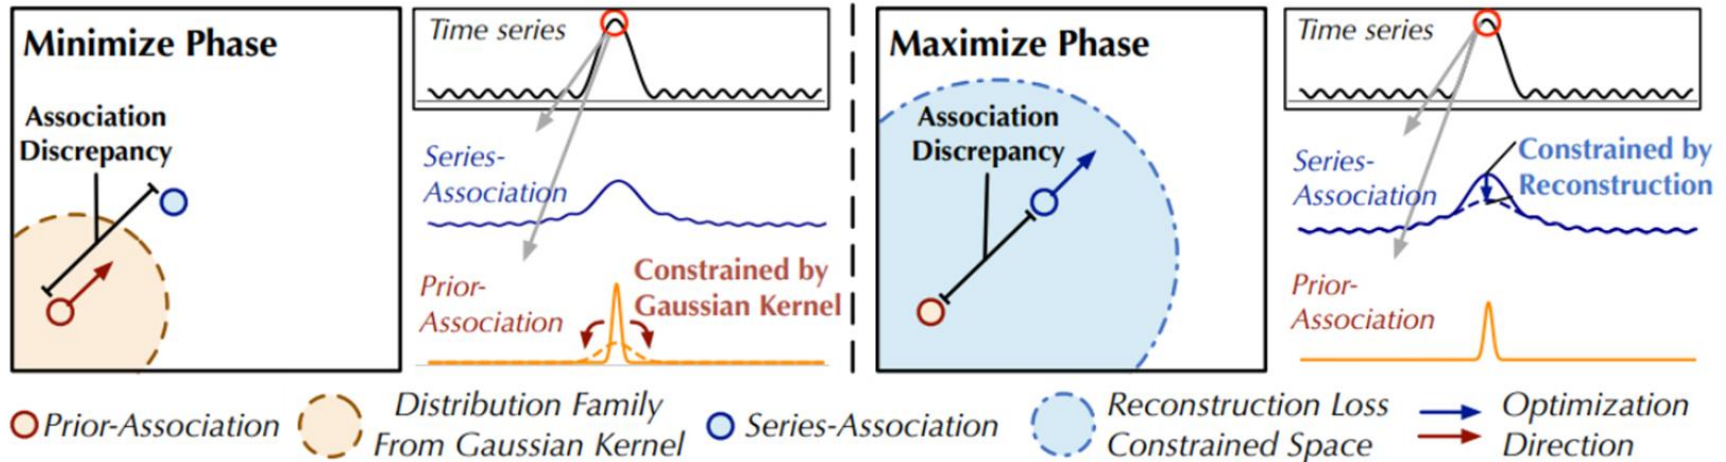 Minimize Phase
Association
Discrepancy
Time series
Series-
Association
Prior-
Association
Constrained by
Gaussian Kernel
Maximize Phase
Association
Discrepancy
Time series
Series-
Association
Constrained by
Reconstruction
Prior-
Association
Prior-Association
Distribution Family
From Gaussian Kernel
Series-Association
Reconstruction Loss
Constrained Space
Optimization
Direction